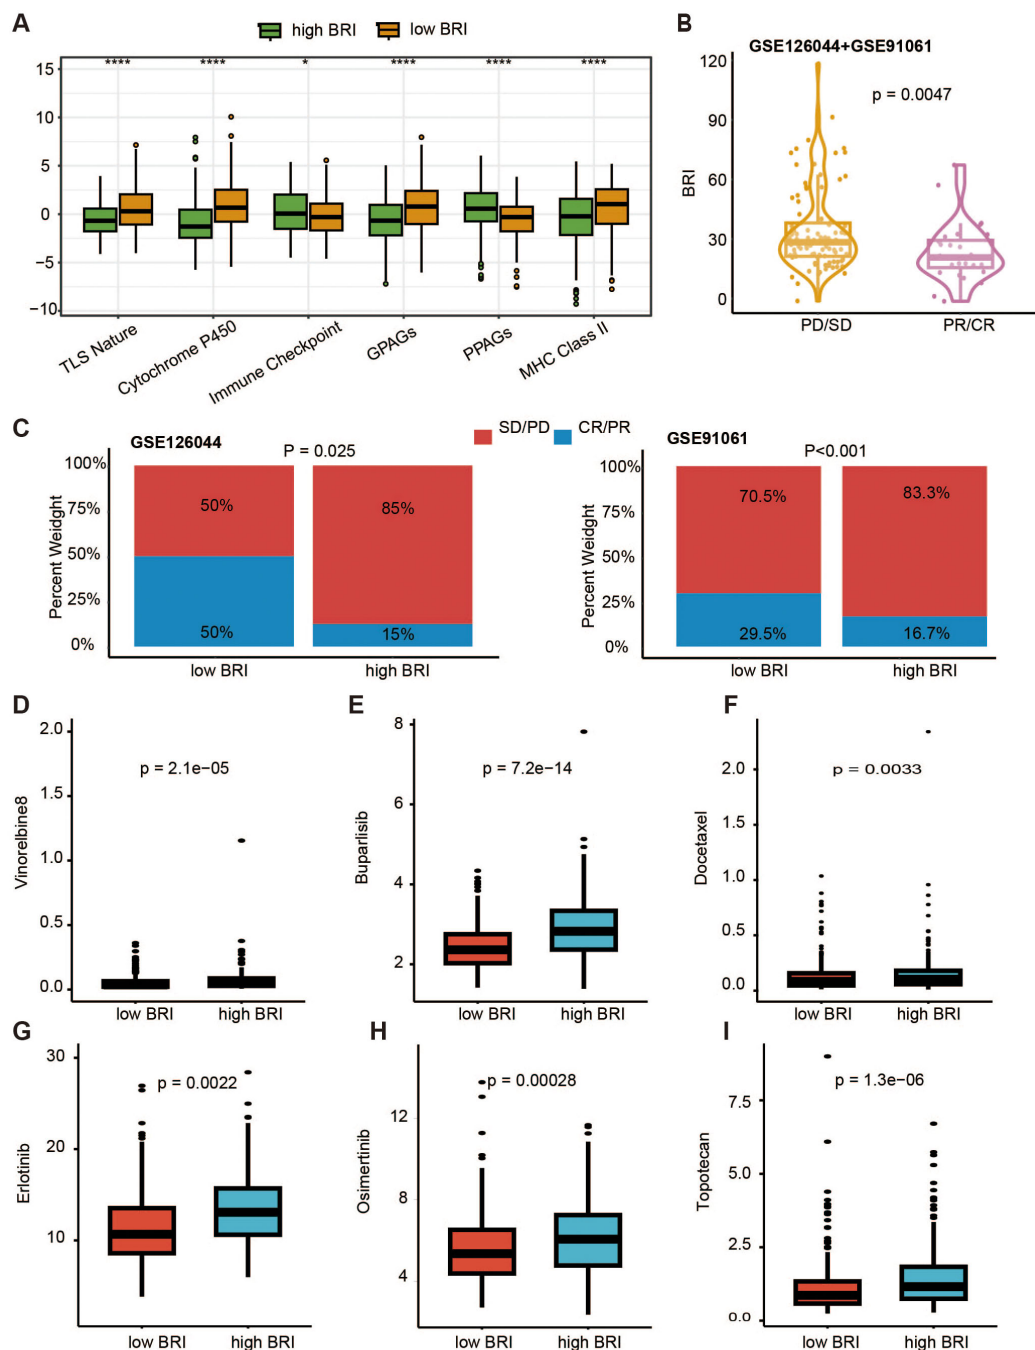 A
high BRI
low BRI
**** **** * **** **** ****
15
10
5
0
−5
−10
TLS Nature
Cytochrome P450
Immune Checkpoint
GPAGs
PPAGs
MHC Class II
B
GSE126044+GSE91061
p = 0.0047
BRI
120
90
60
30
0
PD/SD
PR/CR
C
SD/PD
CR/PR
GSE126044
P = 0.025
Percent Weidght
100%
75%
50%
25%
0%
50%
85%
50%
15%
low BRI
high BRI
GSE91061
P<0.001
Percent Weidght
100%
75%
50%
25%
0%
70.5%
83.3%
29.5%
16.7%
low BRI
high BRI
D
p = 2.1e−05
Vinorelbine8
2.0
1.5
1.0
0.5
0.0
low BRI
high BRI
E
p = 7.2e−14
Buparlisib
8
6
4
2
low BRI
high BRI
F
p = 0.0033
Docetaxel
2.0
1.5
1.0
0.5
0.0
low BRI
high BRI
G
p = 0.0022
Erlotinib
30
20
10
low BRI
high BRI
H
p = 0.00028
Osimertinib
12
8
4
low BRI
high BRI
I
p = 1.3e−06
Topotecan
7.5
5.0
2.5
0.0
low BRI
high BRI